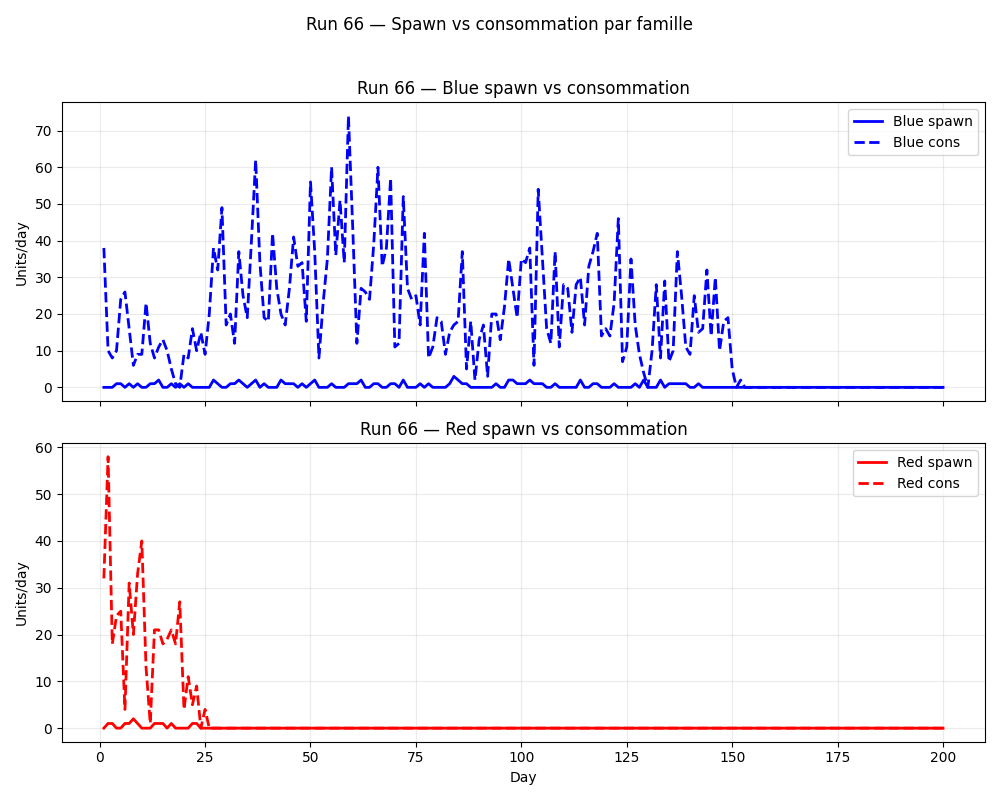 Run 66 — Spawn vs consommation par famille
Run 66 — Blue spawn vs consommation
Blue spawn
Blue cons
70
60
50
40
30
20
10
0
Units/day
Run 66 — Red spawn vs consommation
Red spawn
Red cons
60
50
40
30
20
10
0
Units/day
0 25 50 75 100 125 150 175 200
Day